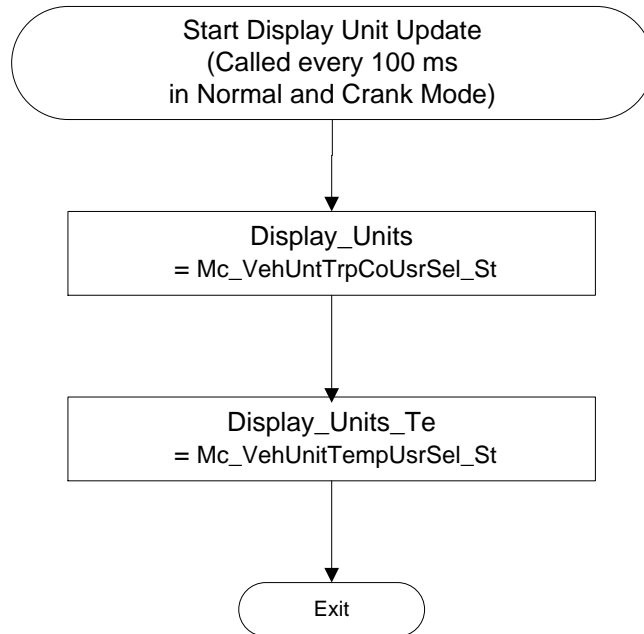 Start Display Unit Update
(Called every 100 ms
in Normal and Crank Mode)
Display_Units
= Mc_VehUntTrpCoUsrSel_St
Display_Units_Te
= Mc_VehUnitTempUsrSel_St
Exit